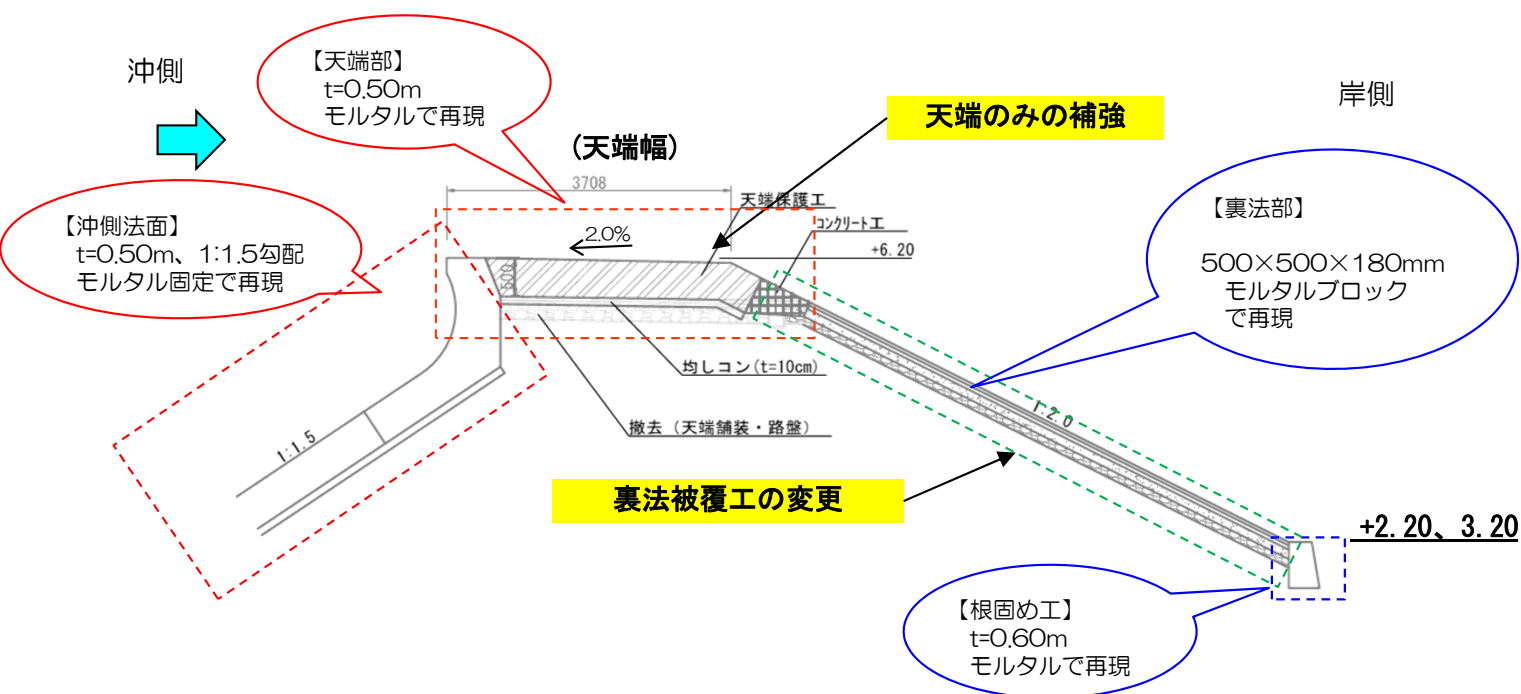 沖側
【天端部】
t=0.50m
モルタルで再現
天端のみの補強
岸側
(天端幅)
3708
天端保護工
コンクリート工
2.0%
+6.20
500
【沖側法面】
t=0.50m、1:1.5勾配
モルタル固定で再現
【裏法部】
500×500×180mm
モルタルブロック
で再現
均しコン(t=10cm)
撤去（天端舗装・路盤）
1:1.5
1:2.0
裏法被覆工の変更
+2.20、3.20
【根固め工】
t=0.60m
モルタルで再現